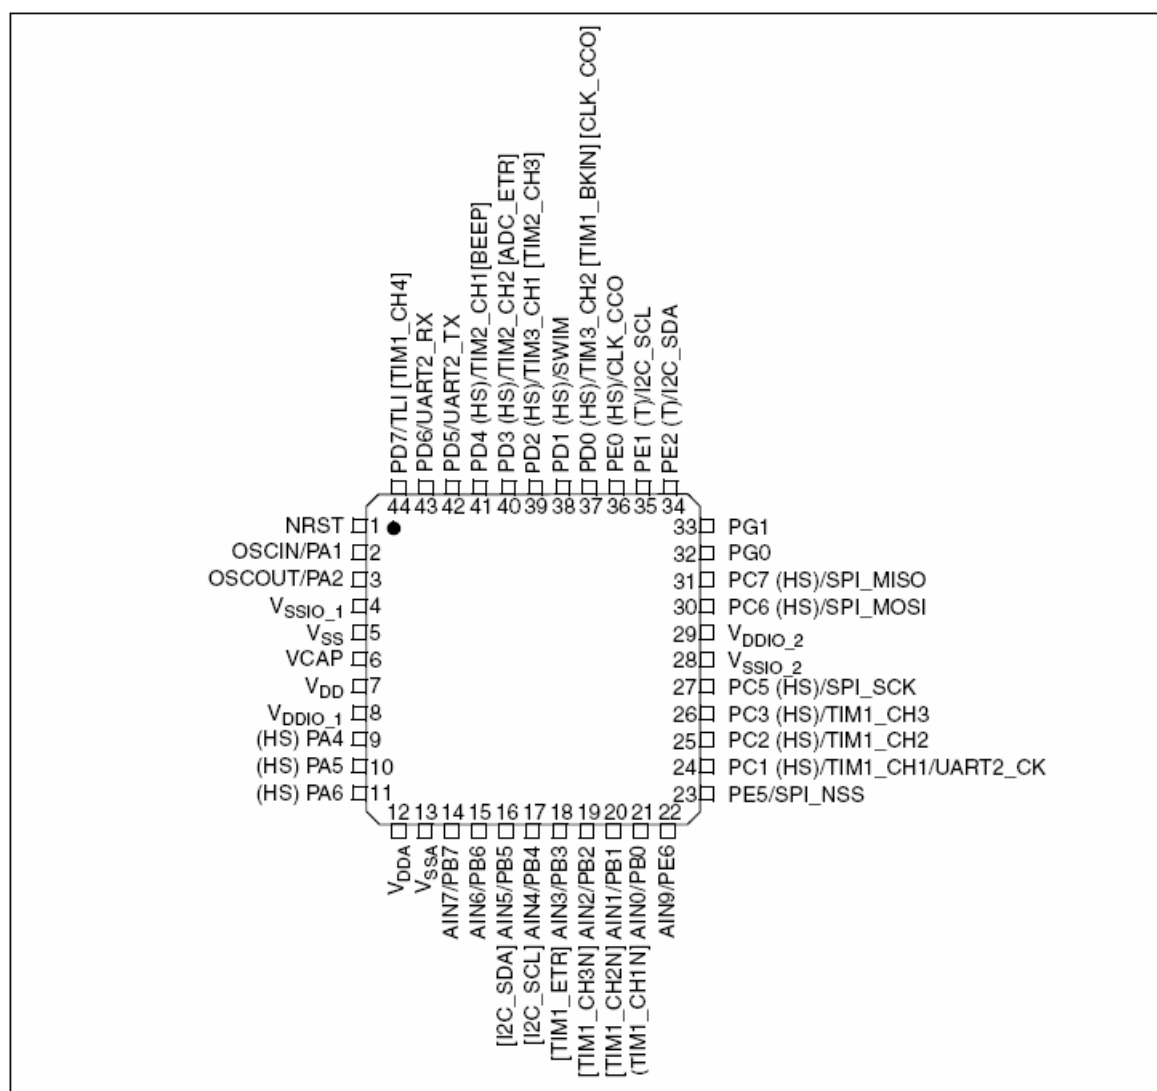 PD7/TLI [TIM1_CH4]
PD6/UART2_RX
PD5/UART2_TX
PD4 (HS)/TIM2_CH1[BEEP]
PD3 (HS)/TIM2_CH2 [ADC_ETR]
PD2 (HS)/TIM3_CH1 [TIM2_CH3]
PD1 (HS)/SWIM
PD0 (HS)/TIM3_CH2 [TIM1_BKIN] [CLK_CCO]
PE0 (HS)/CLK_CCO
PE1 (T)/I2C_SCL
PE2 (T)/I2C_SDA
44 43 42 41 40 39 38 37 36 35 34
NRST 1
OSCIN/PA1 2
OSCOUT/PA2 3
VSSIO_1 4
VSS 5
VCAP 6
VDD 7
VDDIO_1 8
(HS) PA4 9
(HS) PA5 10
(HS) PA6 11
33 PG1
32 PG0
31 PC7 (HS)/SPI_MISO
30 PC6 (HS)/SPI_MOSI
29 VDDIO_2
28 VSSIO_2
27 PC5 (HS)/SPI_SCK
26 PC3 (HS)/TIM1_CH3
25 PC2 (HS)/TIM1_CH2
24 PC1 (HS)/TIM1_CH1/UART2_CK
23 PE5/SPI_NSS
12 13 14 15 16 17 18 19 20 21 22
VDDA
VSSA
AIN7/PB7
AIN6/PB6
[I2C_SDA] AIN5/PB5
[I2C_SCL] AIN4/PB4
[TIM1_ETR] AIN3/PB3
[TIM1_CH3N] AIN2/PB2
[TIM1_CH2N] AIN1/PB1
(TIM1_CH1N] AIN0/PB0
AIN9/PE6